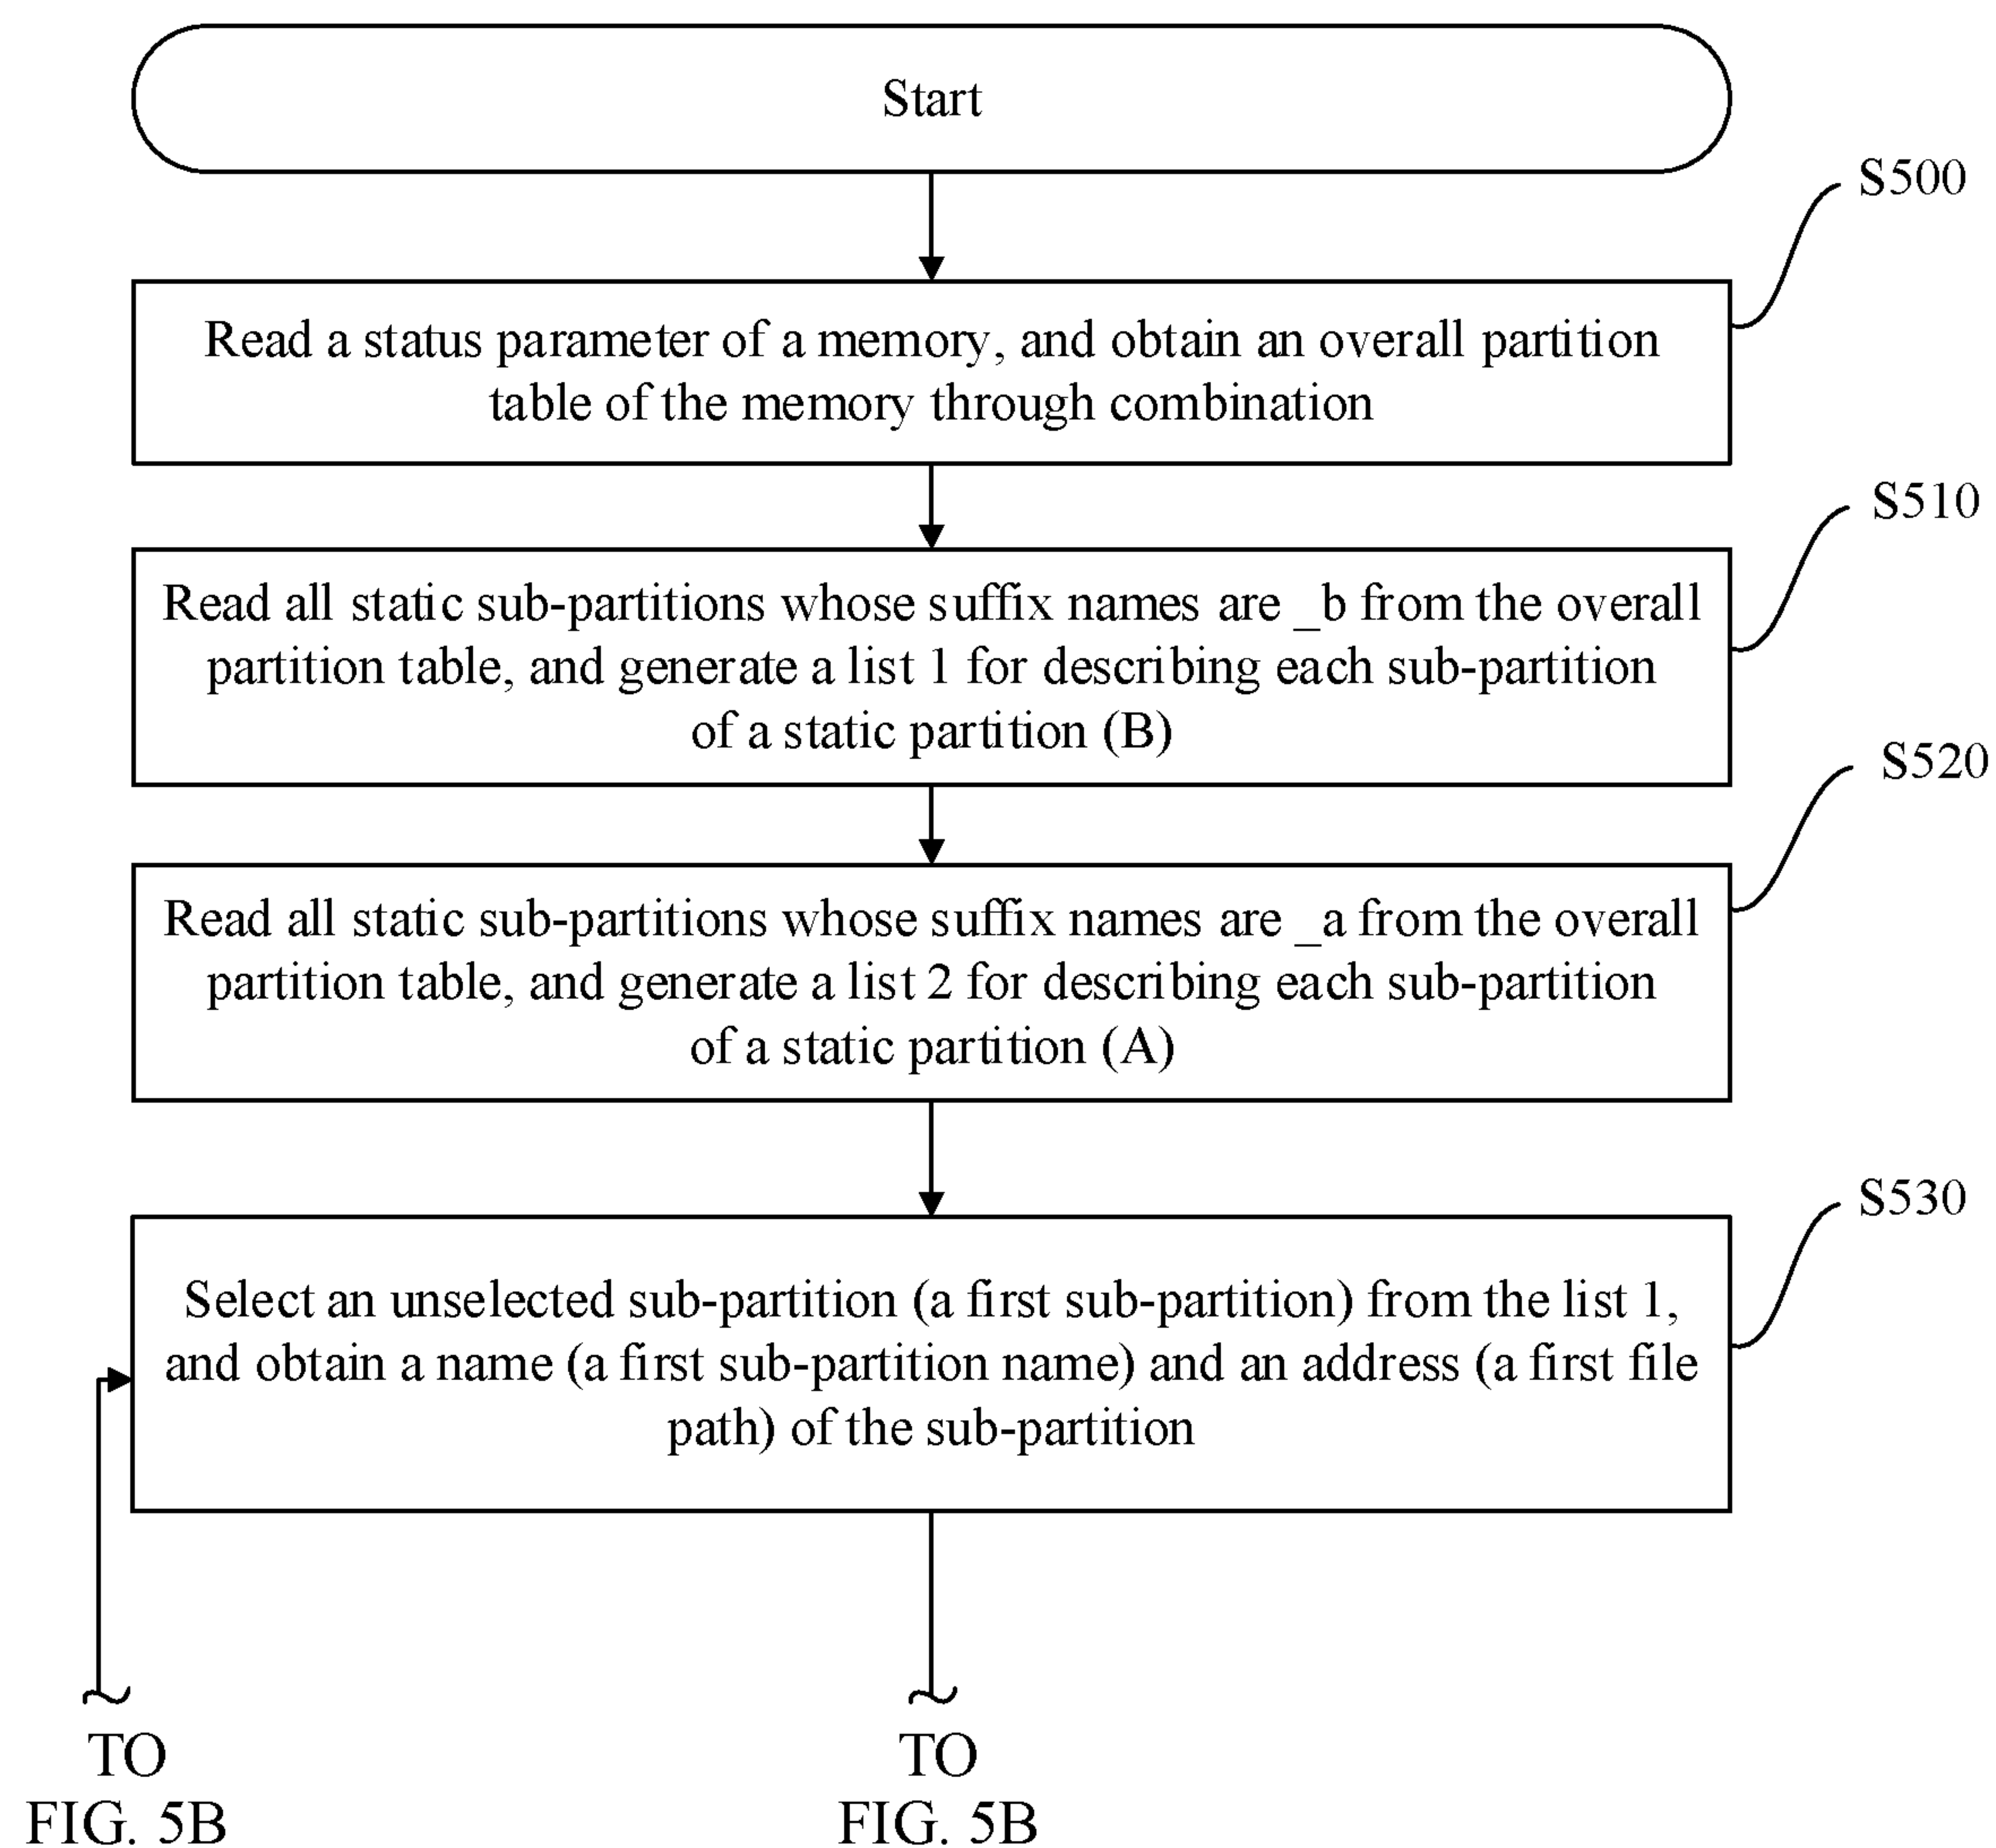 Start
S500
Read a status parameter of a memory, and obtain an overall partition
table of the memory through combination
S510
Read all static sub-partitions whose suffix names are _b from the overall
partition table, and generate a list 1 for describing each sub-partition
of a static partition (B)
S520
Read all static sub-partitions whose suffix names are _a from the overall
partition table, and generate a list 2 for describing each sub-partition
of a static partition (A)
S530
Select an unselected sub-partition (a first sub-partition) from the list 1,
and obtain a name (a first sub-partition name) and an address (a first file
path) of the sub-partition
TO
FIG. 5B
TO
FIG. 5B